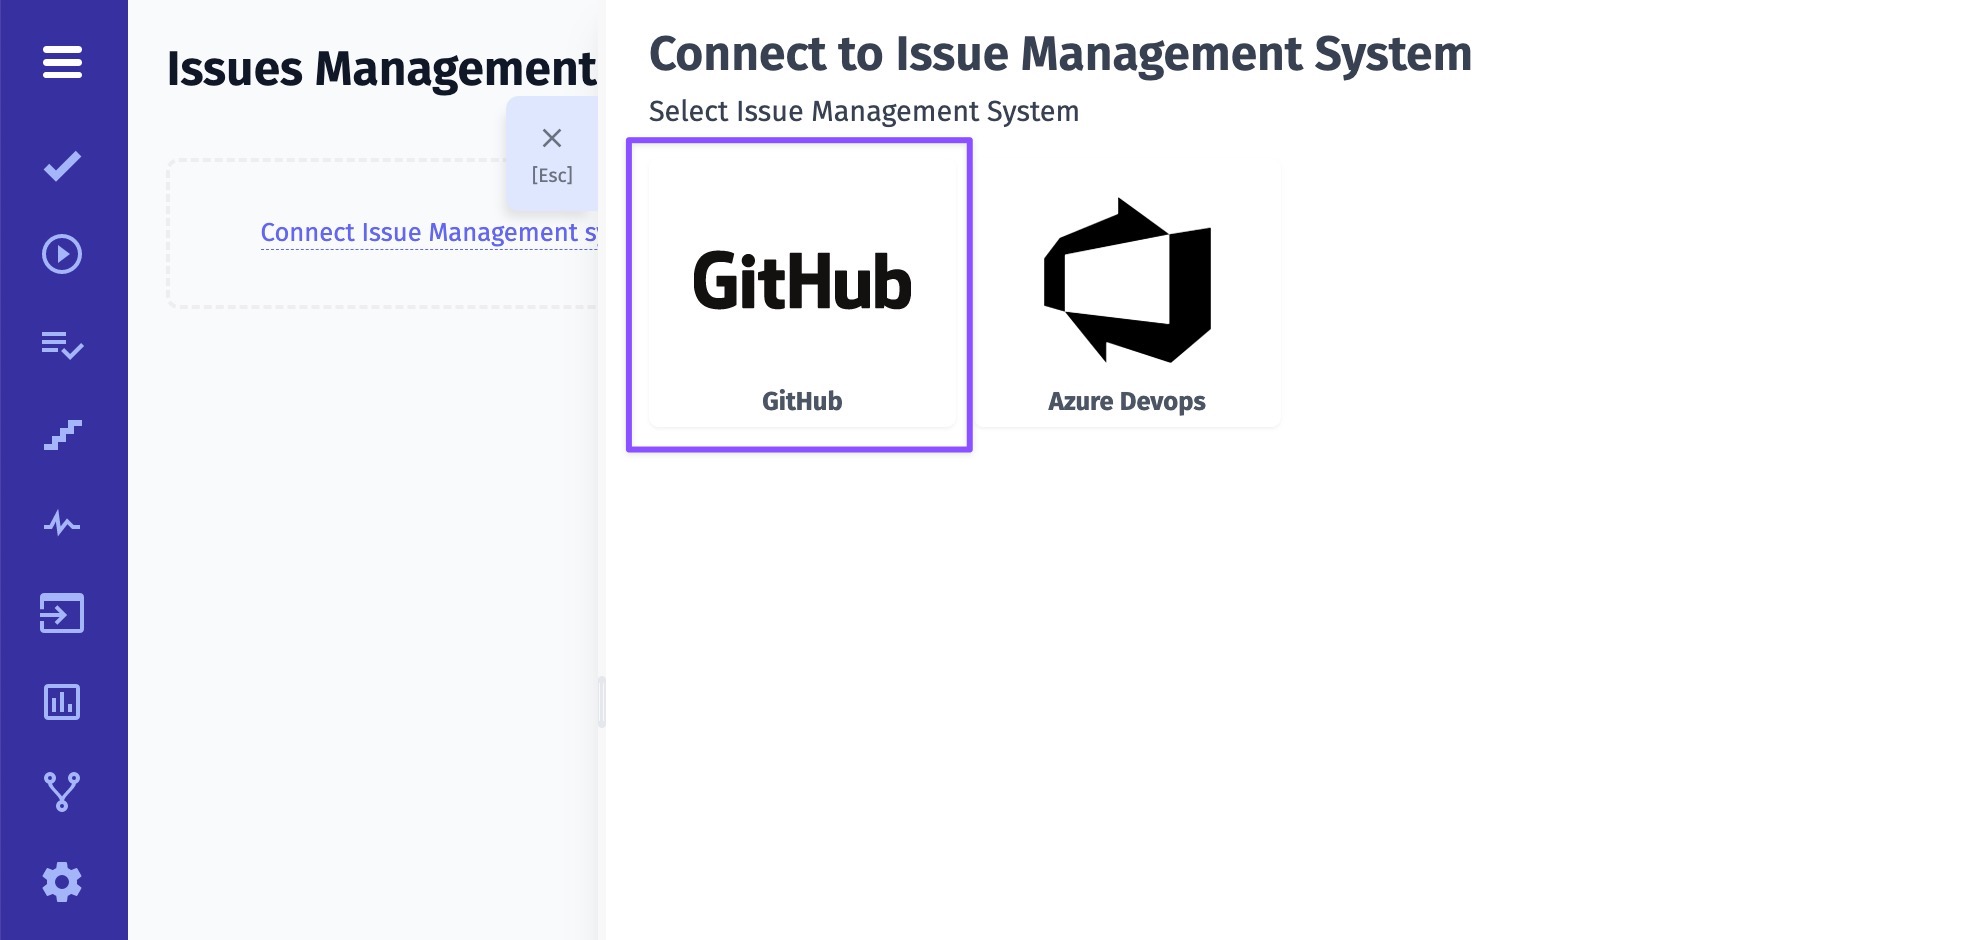 Issues Management
[Esc]
Connect Issue Management
Connect to Issue Management System
Select Issue Management System
GitHub
GitHub
Azure Devops